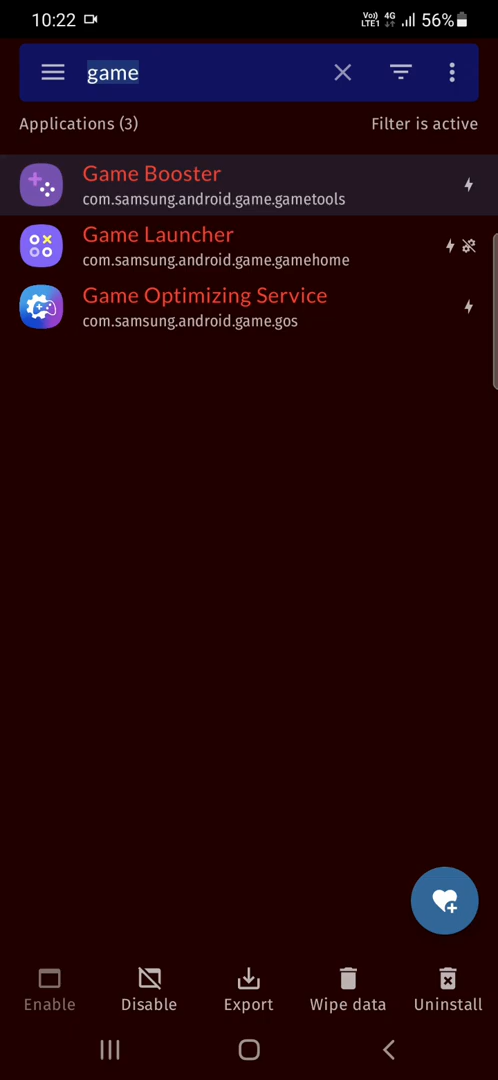 10:22
Vo)) 4G
LTE1
56%
game
Applications (3)
Filter is active
Game Booster
com.samsung.android.game.gametools
Game Launcher
com.samsung.android.game.gamehome
Game Optimizing Service
com.samsung.android.game.gos
Enable
Disable
Export
Wipe data
Uninstall